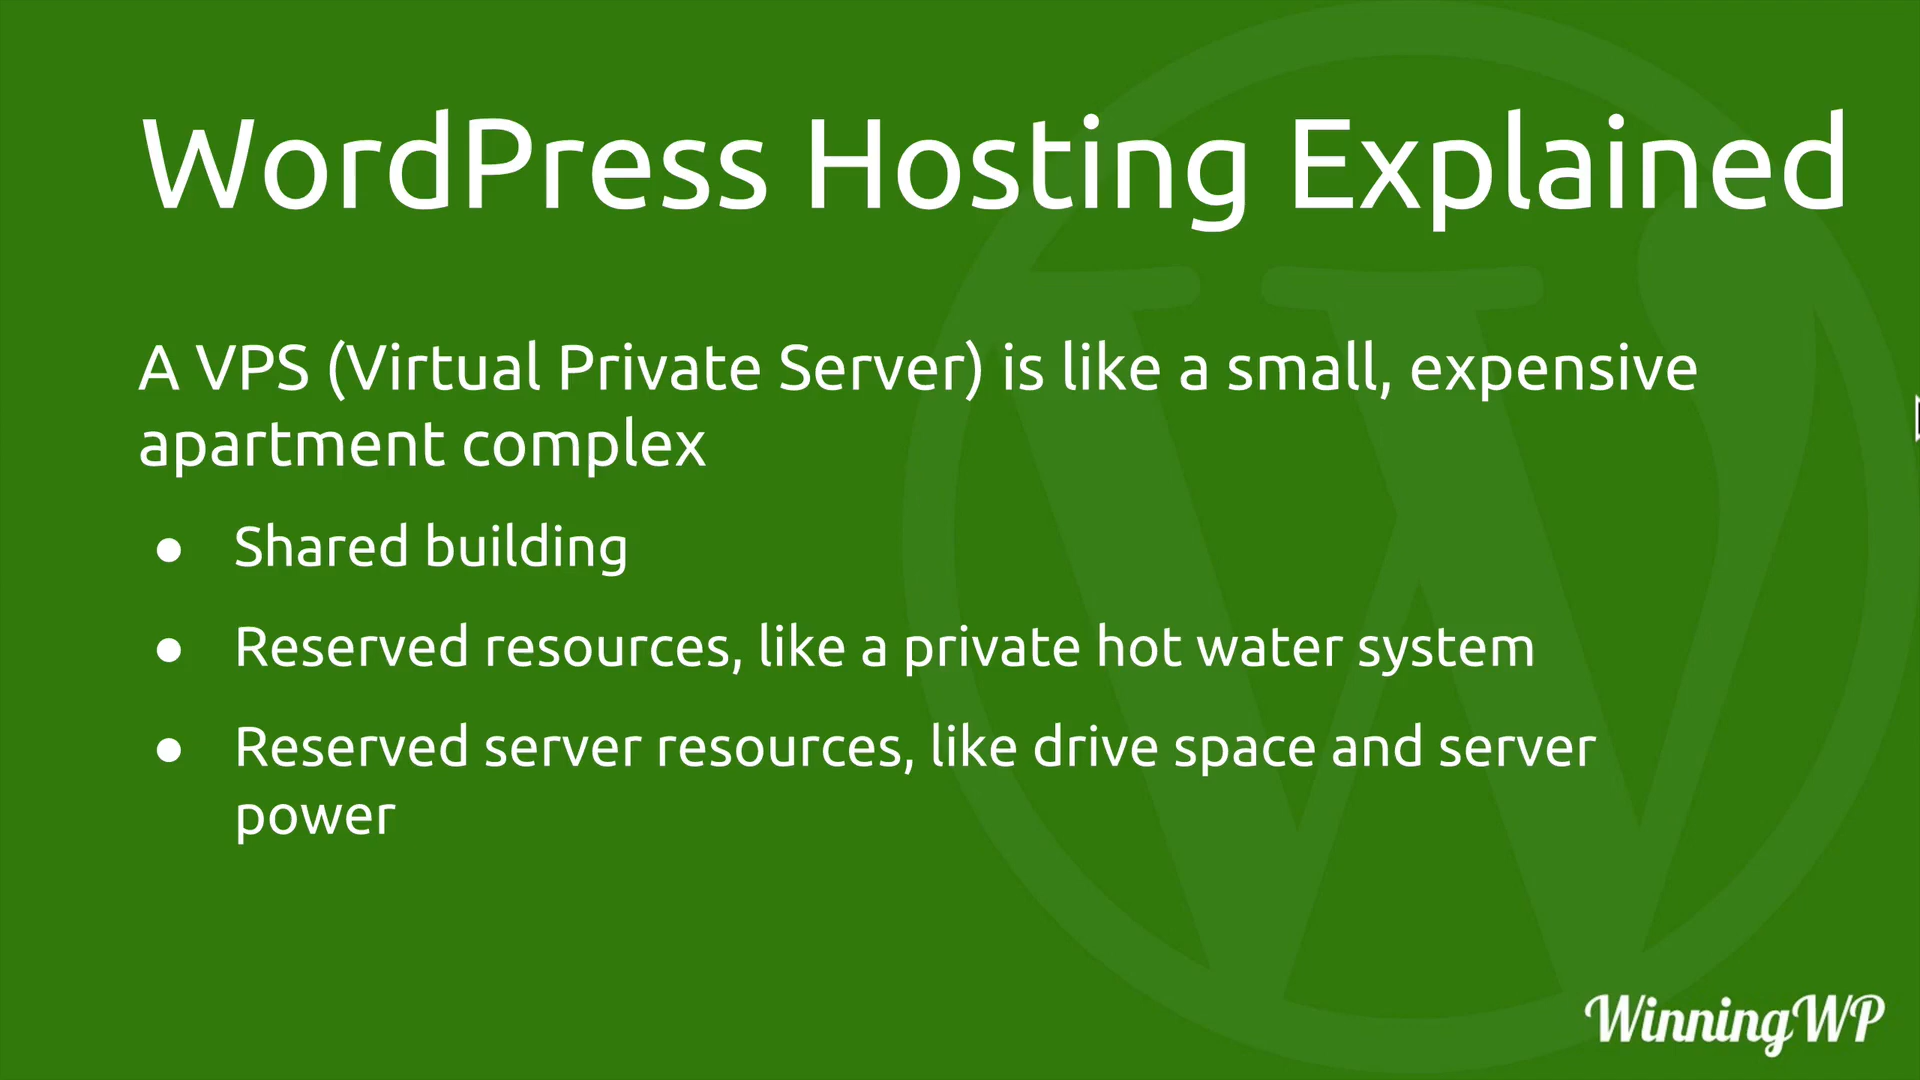 WordPress Hosting Explained
A VPS (Virtual Private Server) is like a small, expensive
apartment complex
● Shared building
● Reserved resources, like a private hot water system
● Reserved server resources, like drive space and server
power
WinningWP